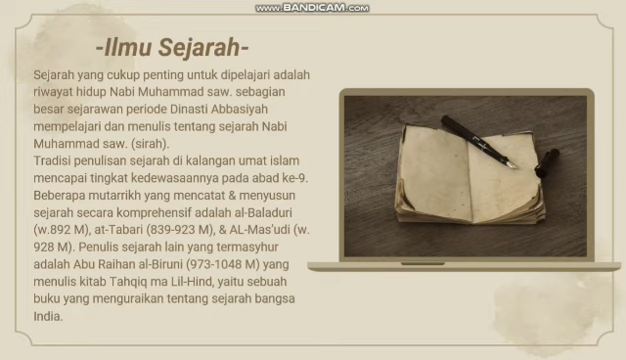 www.BANDICAM.com
-Ilmu Sejarah-
Sejarah yang cukup penting untuk dipelajari adalah
riwayat hidup Nabi Muhammad saw. sebagian
besar sejarawan periode Dinasti Abbasiyah
mempelajari dan menulis tentang sejarah Nabi
Muhammad saw. (sirah).
Tradisi penulisan sejarah di kalangan umat islam
mencapai tingkat kedewasaannya pada abad ke-9.
Beberapa mutarrikh yang mencatat & menyusun
sejarah secara komprehensif adalah al-Baladuri
(w.892 M), at-Tabari (839-923 M), & AL-Mas'udi (w.
928 M). Penulis sejarah lain yang termasyhur
adalah Abu Raihan al-Biruni (973-1048 M) yang
menulis kitab Tahqiq ma Lil-Hind, yaitu sebuah
buku yang menguraikan tentang sejarah bangsa
India.